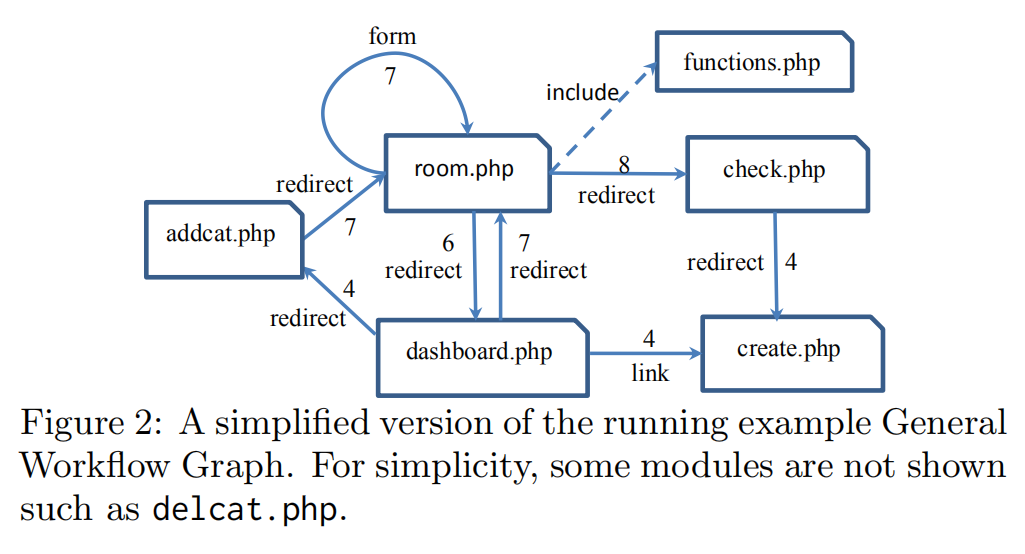 form
7
functions.php
include
room.php
8
redirect
check.php
redirect
7
addcat.php
6
redirect
7
redirect
redirect 4
4
redirect
dashboard.php
4
link
create.php
Figure 2: A simplified version of the running example General
Workflow Graph. For simplicity, some modules are not shown
such as delcat.php.